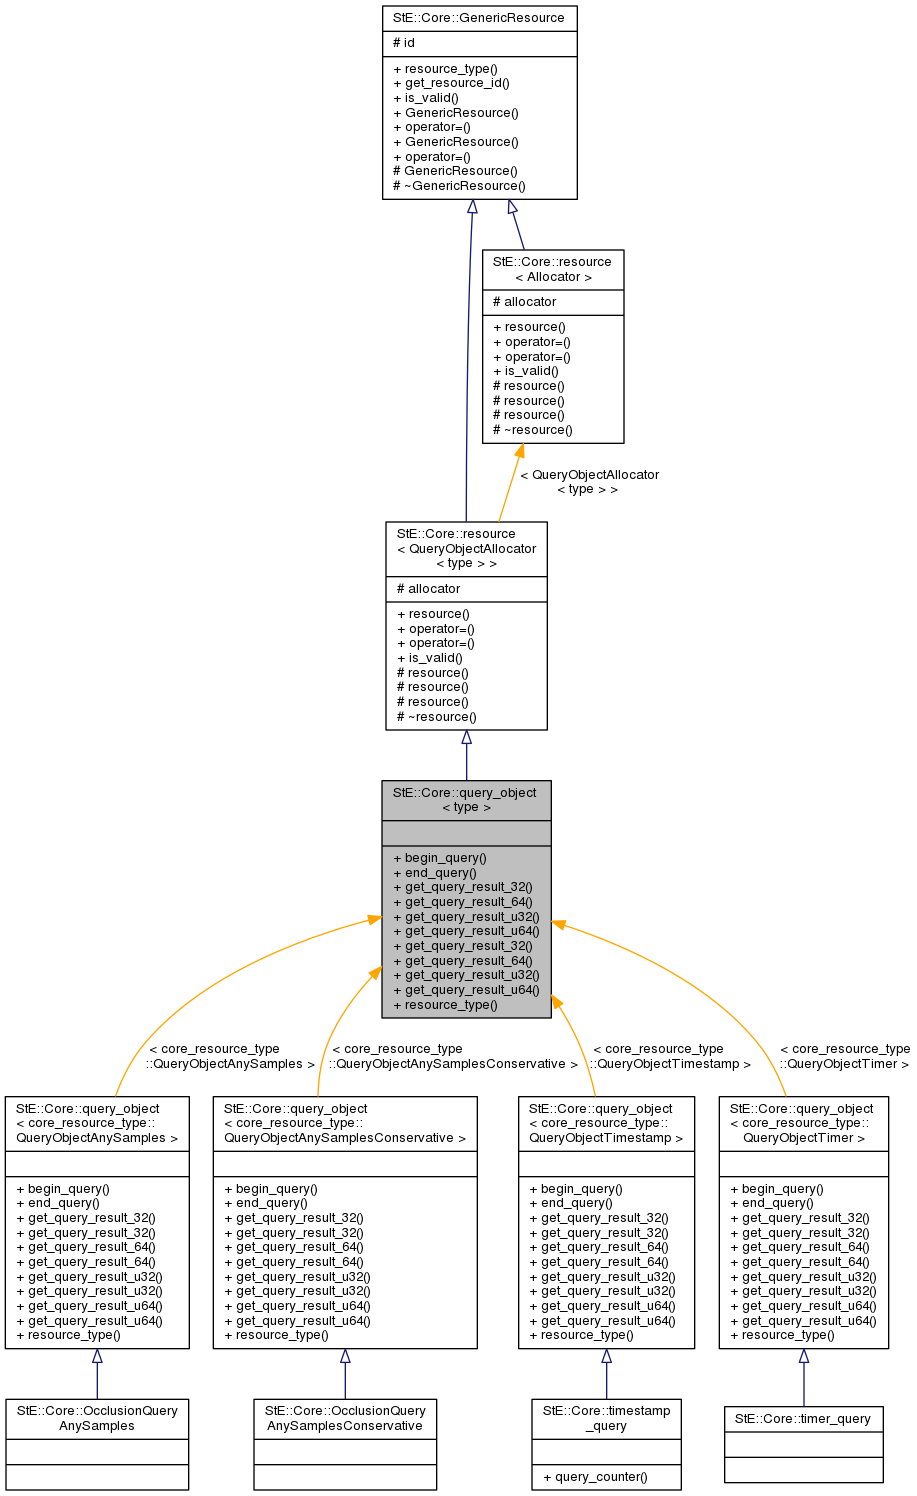 StE::Core::GenericResource
# id
+ resource_type()
+ get_resource_id()
+ is_valid()
+ GenericResource()
+ operator=()
+ GenericResource()
+ operator=()
# GenericResource()
# ~GenericResource()
StE::Core::resource
< Allocator >
# allocator
+ resource()
+ operator=()
+ operator=()
+ is_valid()
# resource()
# resource()
# resource()
# ~resource()
< QueryObjectAllocator
< type > >
StE::Core::resource
< QueryObjectAllocator
< type > >
# allocator
+ resource()
+ operator=()
+ operator=()
+ is_valid()
# resource()
# resource()
# resource()
# ~resource()
StE::Core::query_object
< type >
+ begin_query()
+ end_query()
+ get_query_result_32()
+ get_query_result_64()
+ get_query_result_u32()
+ get_query_result_u64()
+ get_query_result_32()
+ get_query_result_64()
+ get_query_result_u32()
+ get_query_result_u64()
+ resource_type()
< core_resource_type
::QueryObjectAnySamples >
< core_resource_type
::QueryObjectAnySamplesConservative >
< core_resource_type
::QueryObjectTimestamp >
< core_resource_type
::QueryObjectTimer >
StE::Core::query_object
< core_resource_type::
QueryObjectAnySamples >
+ begin_query()
+ end_query()
+ get_query_result_32()
+ get_query_result_32()
+ get_query_result_64()
+ get_query_result_64()
+ get_query_result_u32()
+ get_query_result_u32()
+ get_query_result_u64()
+ get_query_result_u64()
+ resource_type()
StE::Core::query_object
< core_resource_type::
QueryObjectAnySamplesConservative >
+ begin_query()
+ end_query()
+ get_query_result_32()
+ get_query_result_32()
+ get_query_result_64()
+ get_query_result_64()
+ get_query_result_u32()
+ get_query_result_u32()
+ get_query_result_u64()
+ get_query_result_u64()
+ resource_type()
StE::Core::query_object
< core_resource_type::
QueryObjectTimestamp >
+ begin_query()
+ end_query()
+ get_query_result_32()
+ get_query_result_32()
+ get_query_result_64()
+ get_query_result_64()
+ get_query_result_u32()
+ get_query_result_u32()
+ get_query_result_u64()
+ get_query_result_u64()
+ resource_type()
StE::Core::query_object
< core_resource_type::
QueryObjectTimer >
+ begin_query()
+ end_query()
+ get_query_result_32()
+ get_query_result_32()
+ get_query_result_64()
+ get_query_result_64()
+ get_query_result_u32()
+ get_query_result_u32()
+ get_query_result_u64()
+ get_query_result_u64()
+ resource_type()
StE::Core::OcclusionQuery
AnySamples
StE::Core::OcclusionQuery
AnySamplesConservative
StE::Core::timestamp
_query
+ query_counter()
StE::Core::timer_query